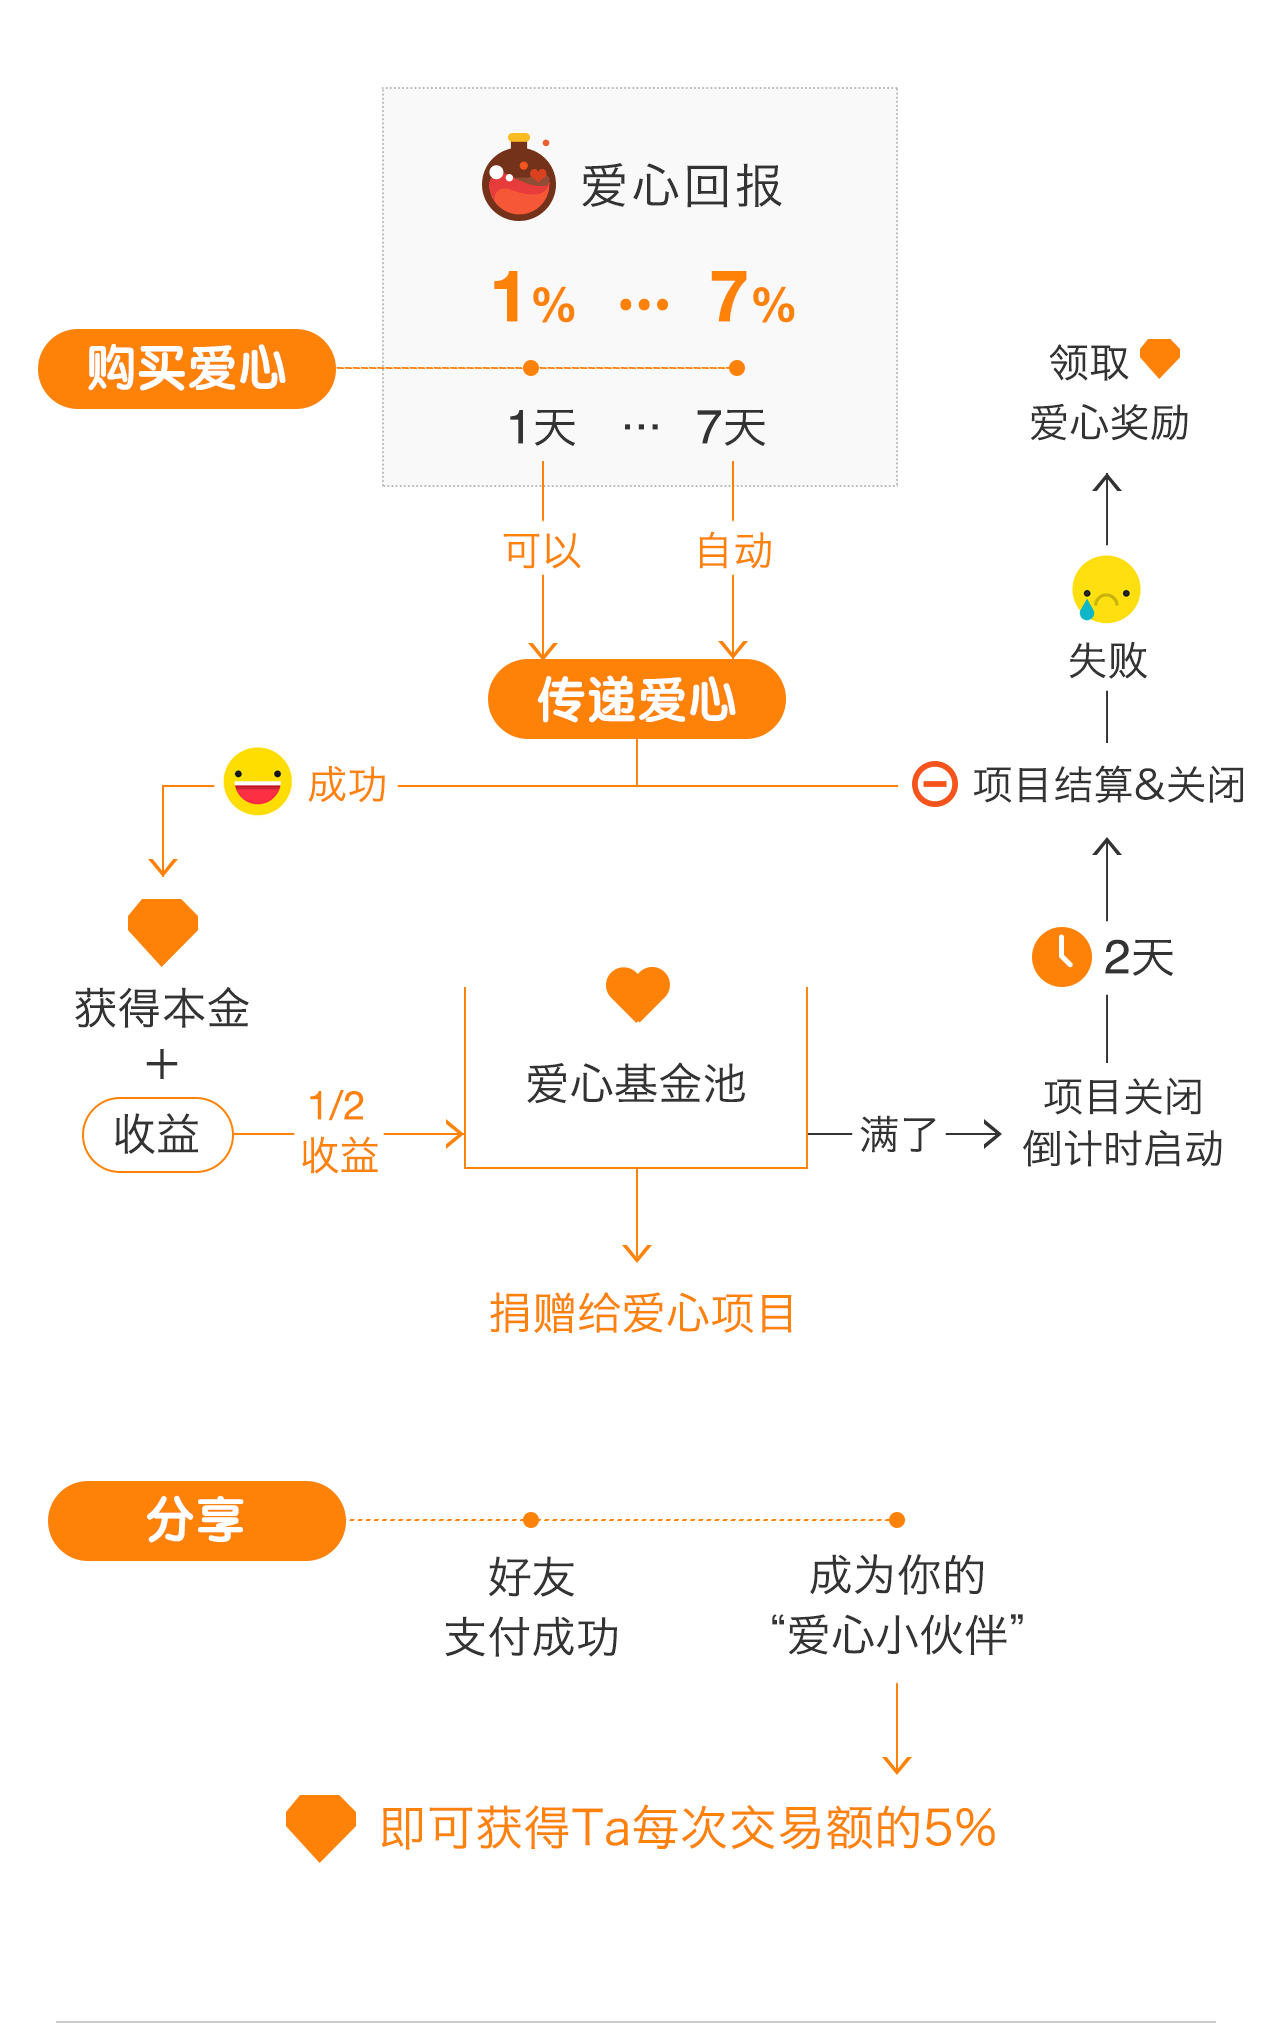 爱心回报
1% ··· 7%
购买爱心
1天 ··· 7天
领取
爱心奖励
可以
自动
失败
传递爱心
成功
项目结算&关闭
2天
获得本金
+
收益
1/2
收益
爱心基金池
满了
项目关闭
倒计时启动
捐赠给爱心项目
分享
好友
支付成功
成为你的
“爱心小伙伴”
即可获得Ta每次交易额的5%